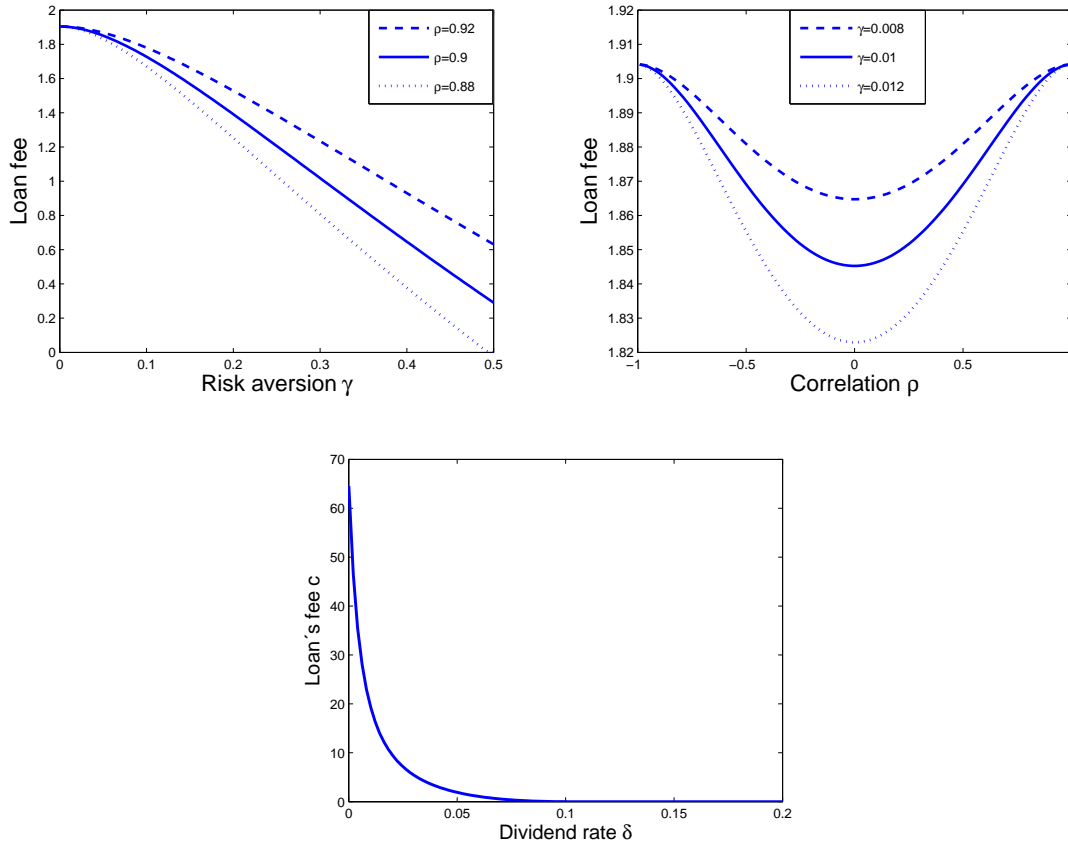 2
1.8
1.6
1.4
1.2
1
0.8
0.6
0.4
0.2
0
0 0.1 0.2 0.3 0.4 0.5
Loan fee
Risk aversion γ
ρ=0.92
ρ=0.9
ρ=0.88
1.92
1.91
1.9
1.89
1.88
1.87
1.86
1.85
1.84
1.83
1.82
−1 −0.5 0 0.5
Loan fee
Correlation ρ
γ=0.008
γ=0.01
γ=0.012
70
60
50
40
30
20
10
0
0 0.05 0.1 0.15 0.2
Loan´s fee c
Dividend rate δ